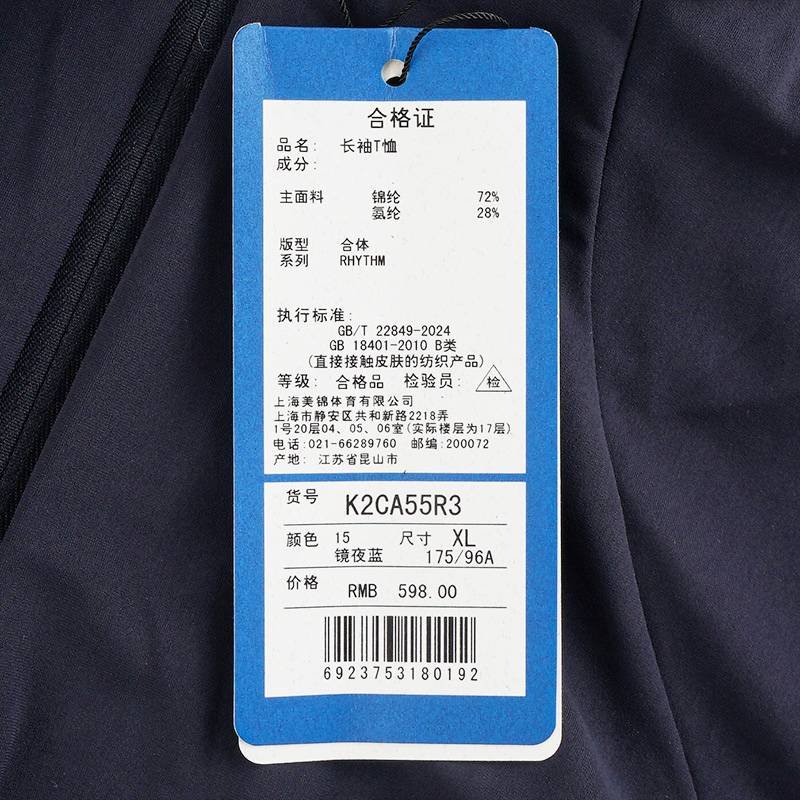 合格证
品名: 长袖T恤
成分:
主面料 锦纶 72%
氨纶 28%
版型 合体
系列 RHYTHM
执行标准:
GB/T 22849-2024
GB 18401-2010 B类
(直接接触皮肤的纺织产品)
等级: 合格品 检验员: 检
上海美锦体育有限公司
上海市静安区共和新路2218弄
1号20层04、05、06室(实际楼层为17层)
电话:021-66289760 邮编:200072
产地: 江苏省昆山市
货号 K2CA55R3
颜色 15 尺寸 XL
镜夜蓝 175/96A
价格 RMB 598.00
6923753180192